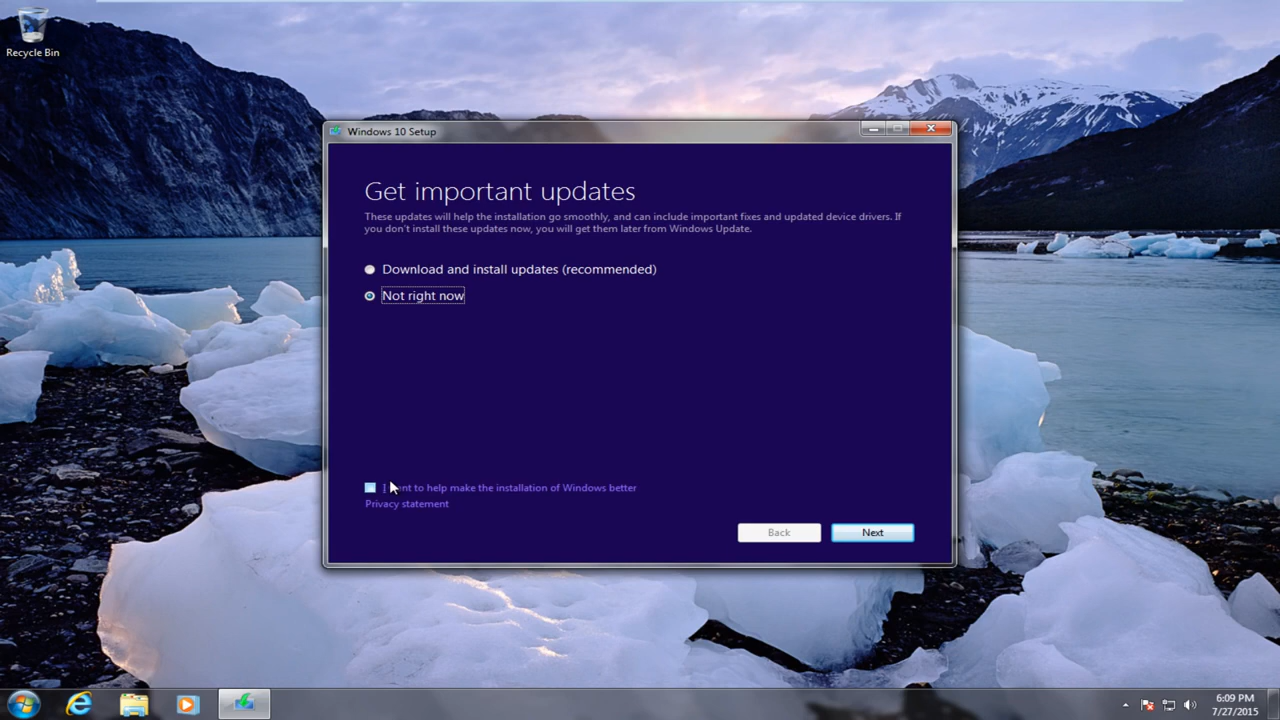 Recycle Bin
Windows 10 Setup
Get important updates
These updates will help the installation go smoothly, and can include important fixes and updated device drivers. If
you don't install these updates now, you will get them later from Windows Update.
Download and install updates (recommended)
Not right now
I want to help make the installation of Windows better
Privacy statement
Back
Next
6:09 PM
7/27/2015